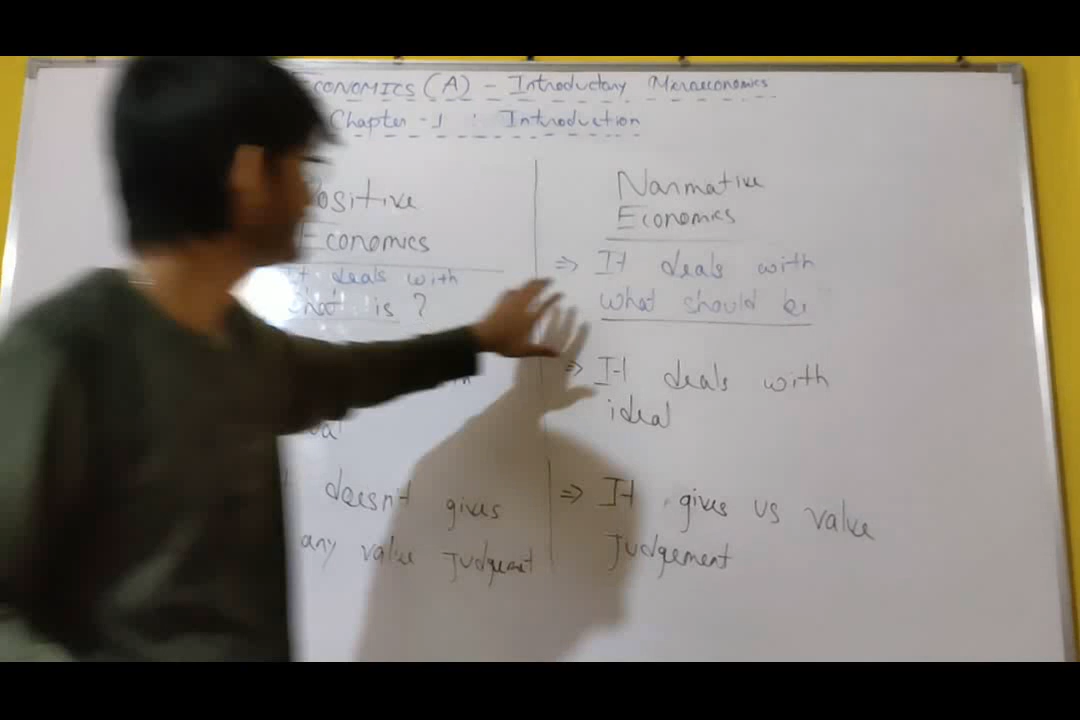 ECONOMICS (A) - Introductory Microeconomics
Chapter - 1 : Introduction
Positive
Economics
It deals with
what is ?
doesn't gives
any value Judgement
Normative
Economics
⇒ It deals with
what should be
⇒ It deals with
ideal
⇒ It gives us value
Judgement